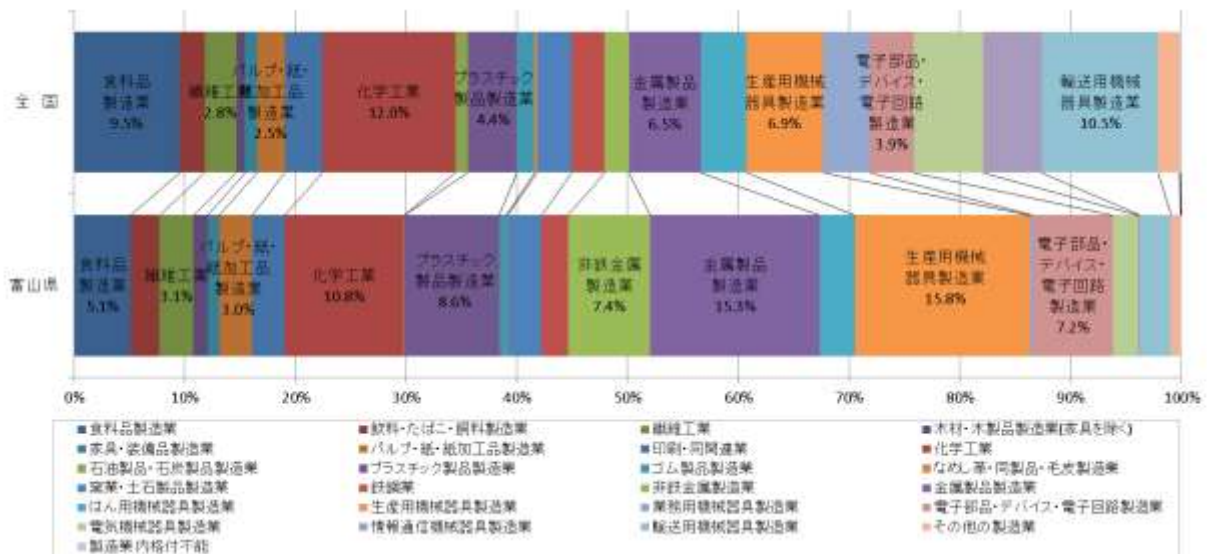 食料品
製造業
9.5%
繊維工業
2.8%
パルプ・紙・
紙加工品
製造業
2.5%
化学工業
12.0%
プラスチック
製品製造業
4.4%
金属製品
製造業
6.5%
生産用機械
器具製造業
6.9%
電子部品・
デバイス・
電子回路
製造業
3.9%
輸送用機械
器具製造業
10.5%
全 国
食料品
製造業
5.1%
繊維工業
3.1%
パルプ・紙・
紙加工品
製造業
3.0%
化学工業
10.8%
プラスチック
製品製造業
8.6%
非鉄金属
製造業
7.4%
金属製品
製造業
15.3%
生産用機械
器具製造業
15.8%
電子部品・
デバイス・
電子回路
製造業
7.2%
富山県
0% 10% 20% 30% 40% 50% 60% 70% 80% 90% 100%
食料品製造業 飲料・たばこ・飼料製造業 繊維工業 木材・木製品製造業(家具を除く)
家具・装備品製造業 パルプ・紙・紙加工品製造業 印刷・同関連業 化学工業
石油製品・石炭製品製造業 プラスチック製品製造業 ゴム製品製造業 なめし革・同製品・毛皮製造業
窯業・土石製品製造業 鉄鋼業 非鉄金属製造業 金属製品製造業
はん用機械器具製造業 生産用機械器具製造業 業務用機械器具製造業 電子部品・デバイス・電子回路製造業
電気機械器具製造業 情報通信機械器具製造業 輸送用機械器具製造業 その他の製造業
製造業内格付不能